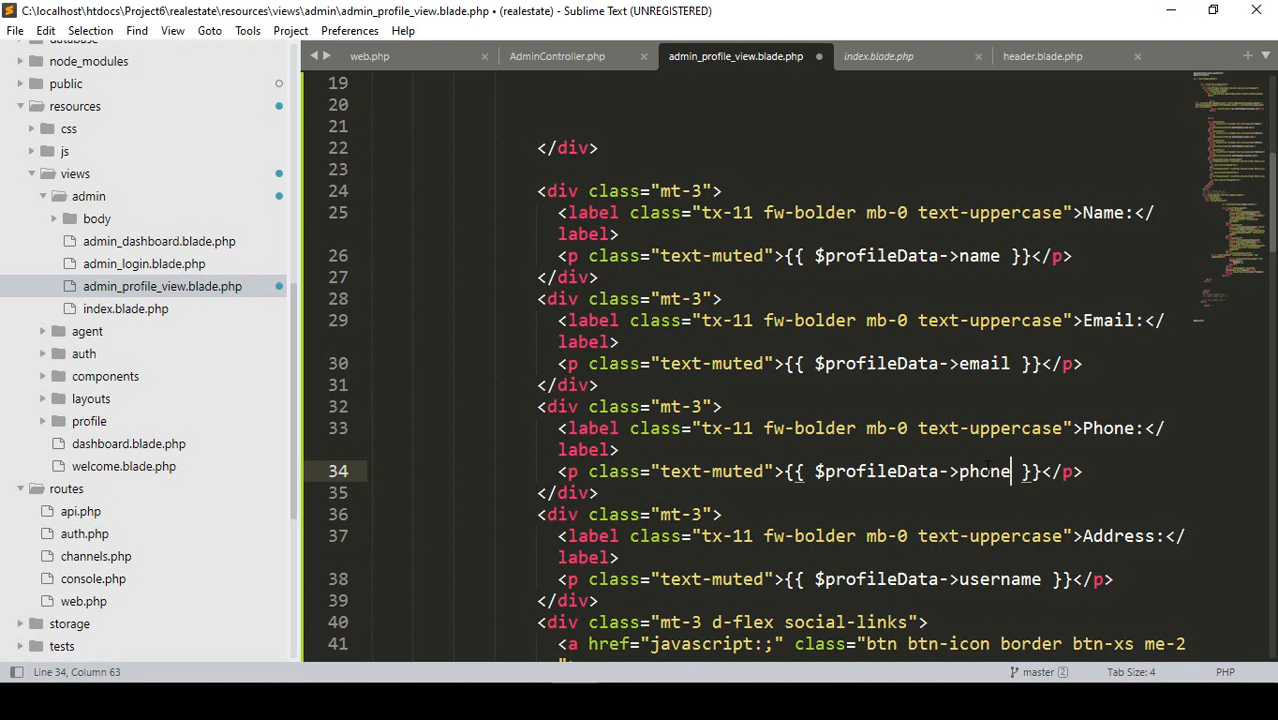 C:\localhost\htdocs\Project6\realestate\resources\views\admin\admin_profile_view.blade.php • (realestate) - Sublime Text (UNREGISTERED)
File Edit Selection Find View Goto Tools Project Preferences Help
web.php AdminController.php admin_profile_view.blade.php index.blade.php header.blade.php
database
node_modules
public
resources
css
js
views
admin
body
admin_dashboard.blade.php
admin_login.blade.php
admin_profile_view.blade.php
index.blade.php
agent
auth
components
layouts
profile
dashboard.blade.php
welcome.blade.php
routes
api.php
auth.php
channels.php
console.php
web.php
storage
tests
19
20
21
22 </div>
23
24 <div class="mt-3">
25 <label class="tx-11 fw-bolder mb-0 text-uppercase">Name:</
label>
26 <p class="text-muted">{{ $profileData->name }}</p>
27 </div>
28 <div class="mt-3">
29 <label class="tx-11 fw-bolder mb-0 text-uppercase">Email:</
label>
30 <p class="text-muted">{{ $profileData->email }}</p>
31 </div>
32 <div class="mt-3">
33 <label class="tx-11 fw-bolder mb-0 text-uppercase">Phone:</
label>
34 <p class="text-muted">{{ $profileData->phone }}</p>
35 </div>
36 <div class="mt-3">
37 <label class="tx-11 fw-bolder mb-0 text-uppercase">Address:</
label>
38 <p class="text-muted">{{ $profileData->username }}</p>
39 </div>
40 <div class="mt-3 d-flex social-links">
41 <a href="javascript:;" class="btn btn-icon border btn-xs me-2
">
Line 34, Column 63 master 2 Tab Size: 4 PHP